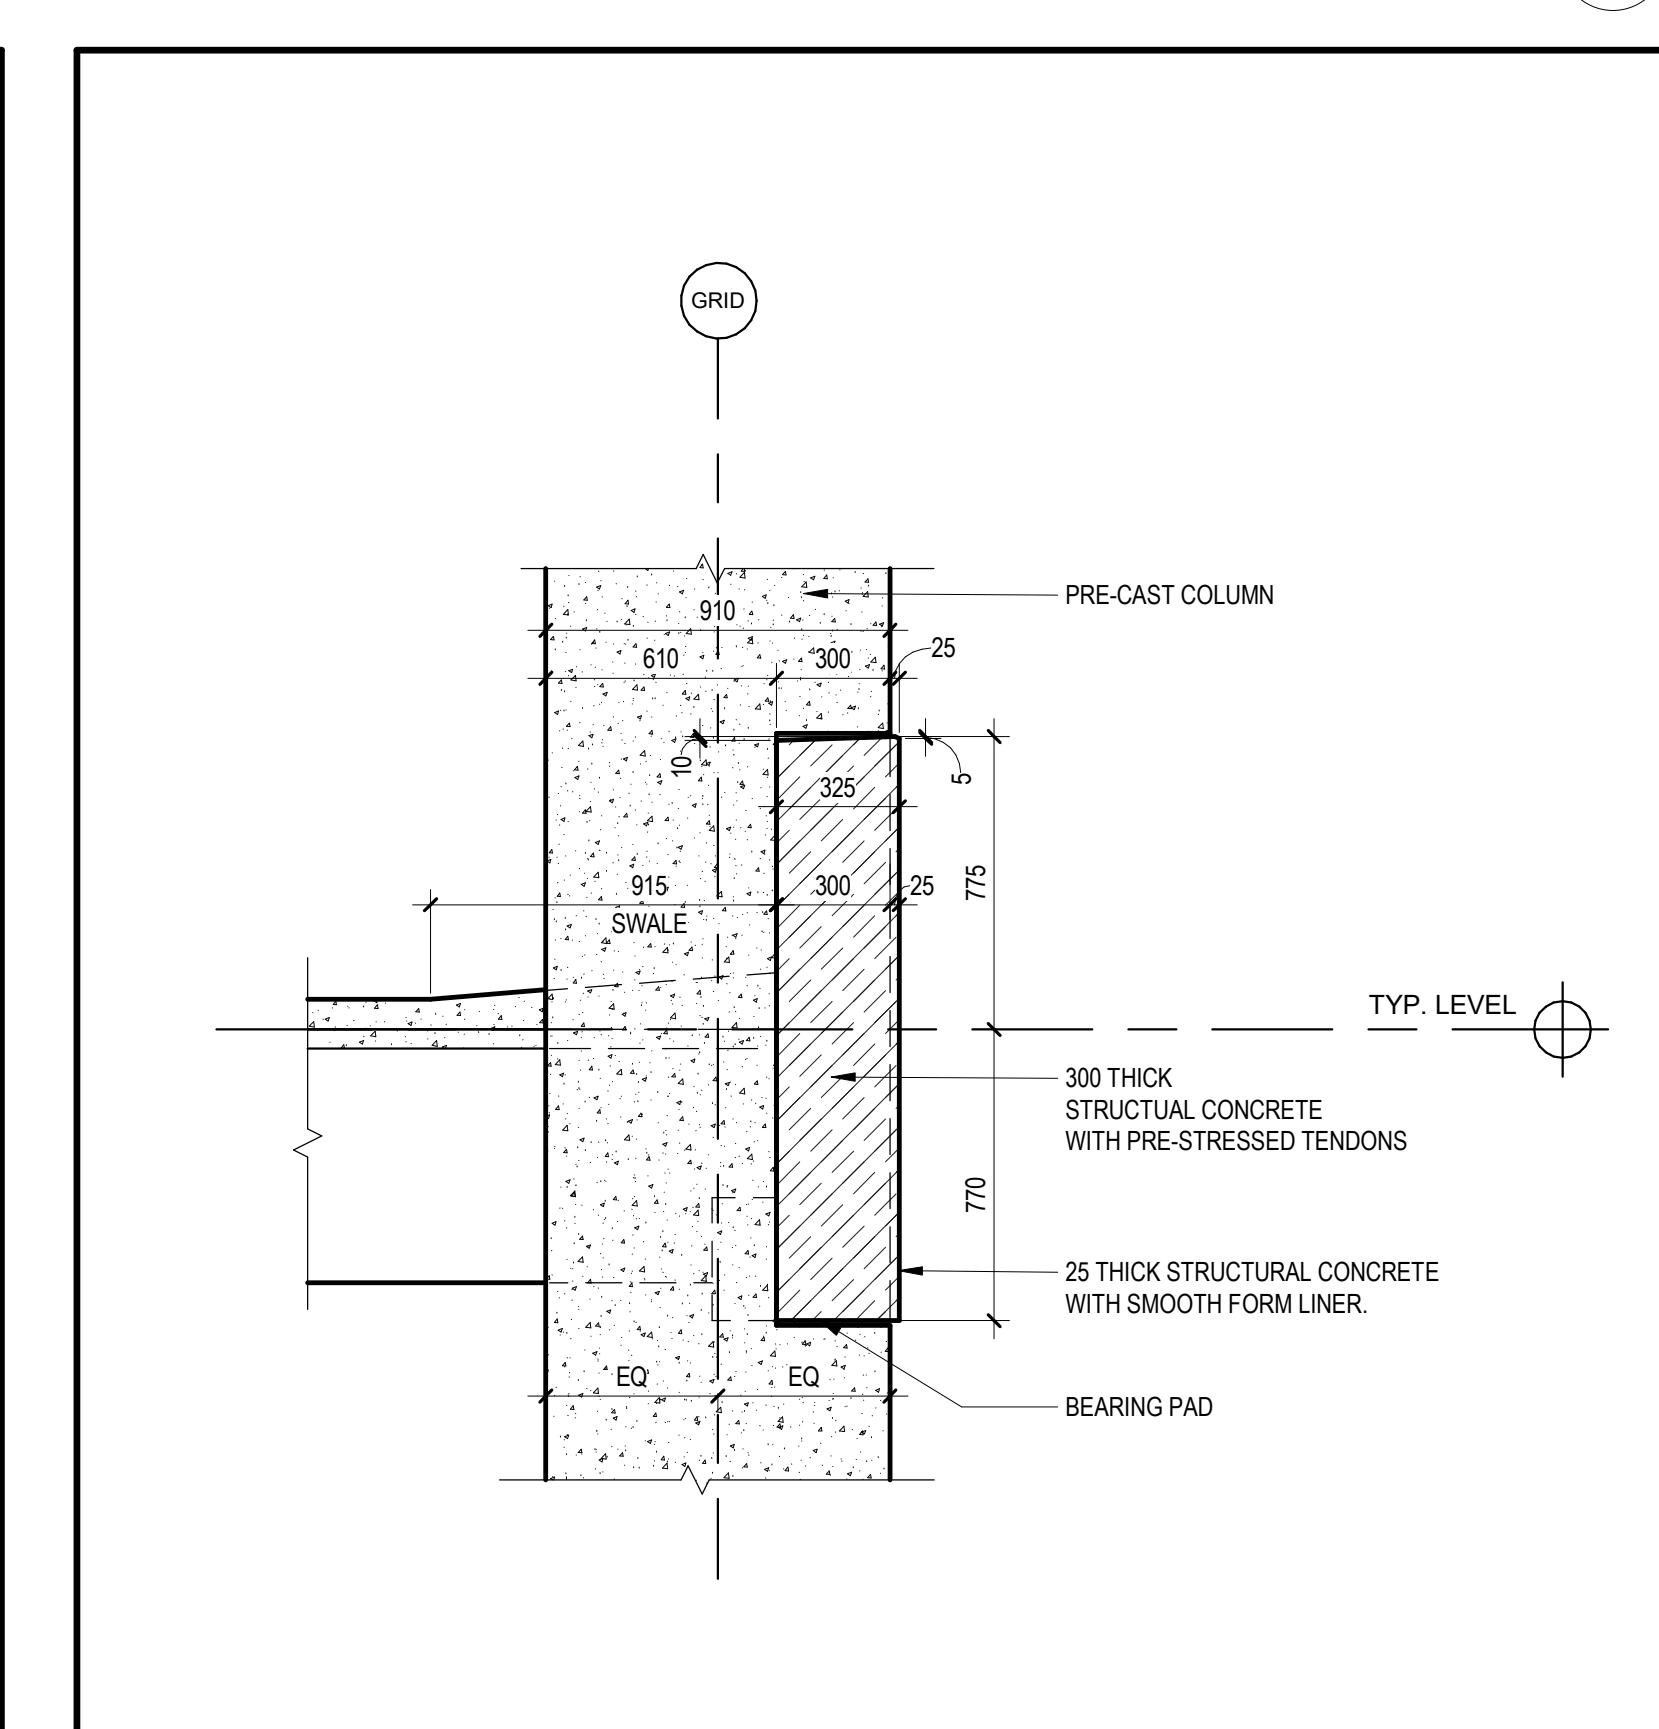 GRID
PRE-CAST COLUMN
910
610
300
25
10
5
325
775
915
300
25
SWALE
TYP. LEVEL
300 THICK
STRUCTUAL CONCRETE
WITH PRE-STRESSED TENDONS
770
25 THICK STRUCTURAL CONCRETE
WITH SMOOTH FORM LINER.
EQ
EQ
BEARING PAD